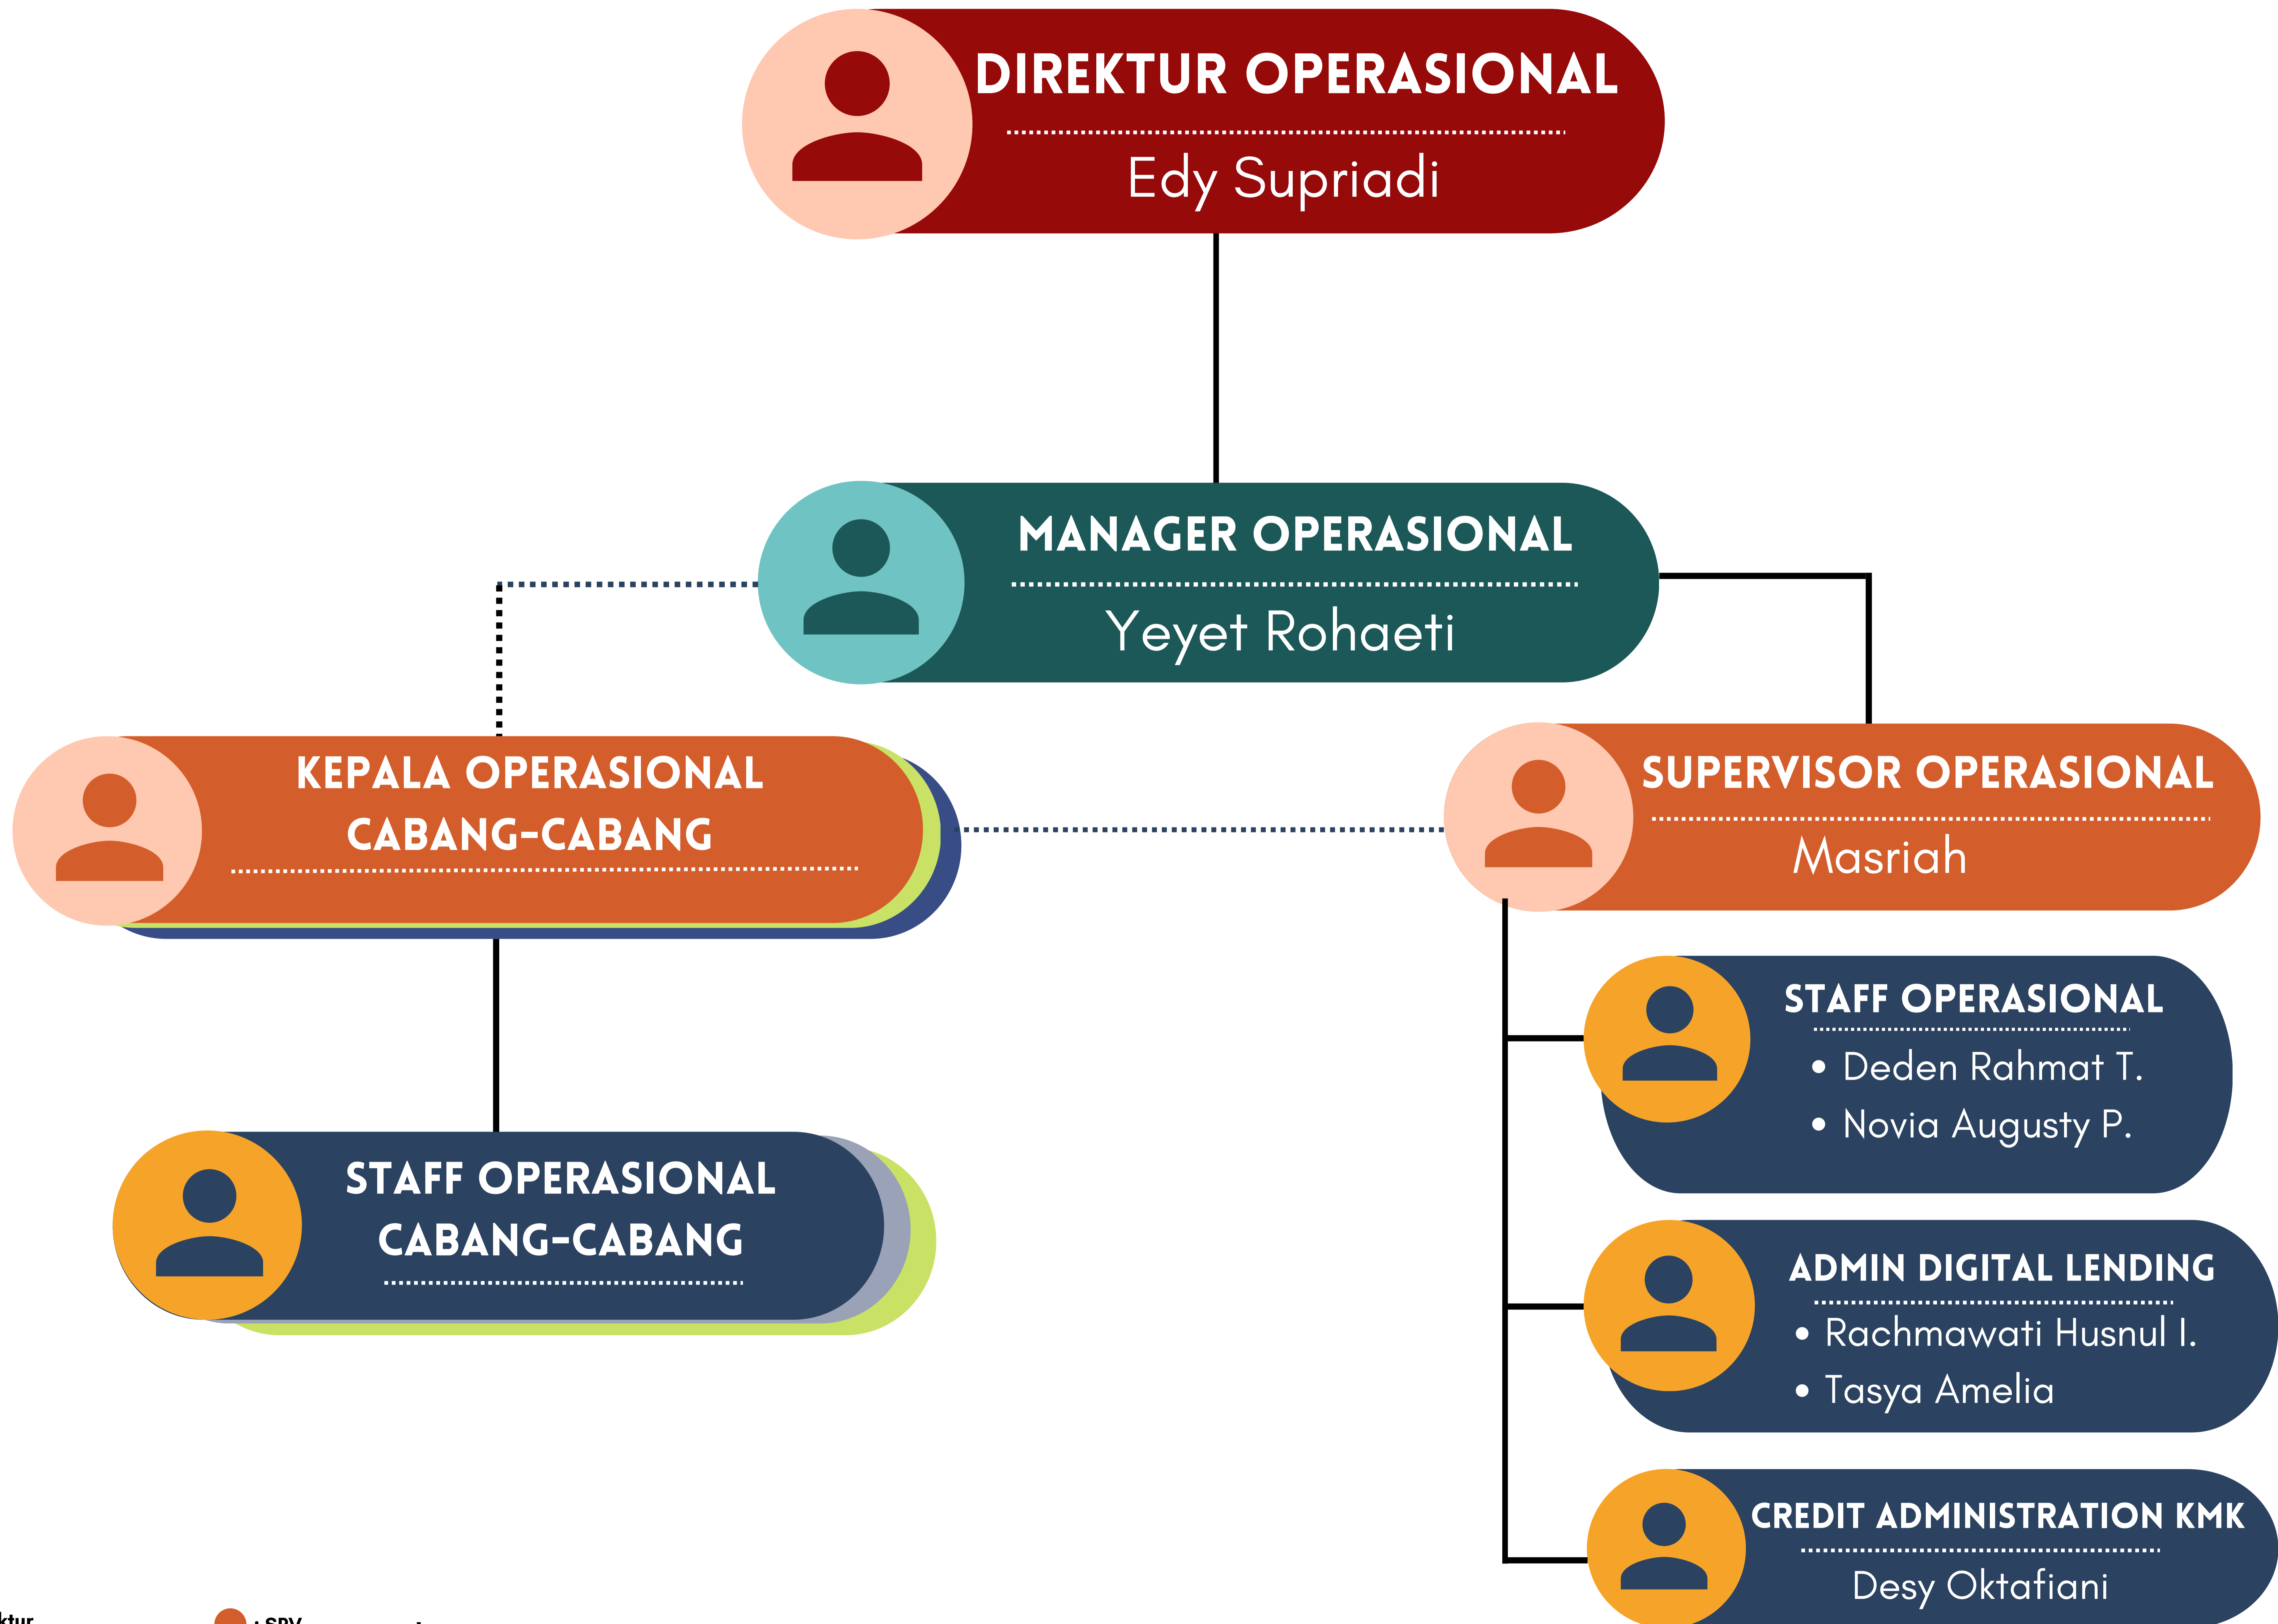 DIREKTUR OPERASIONAL
Edy Supriadi
MANAGER OPERASIONAL
Yeyet Rohaeti
KEPALA OPERASIONAL
CABANG-CABANG
SUPERVISOR OPERASIONAL
Masriah
STAFF OPERASIONAL
• Deden Rahmat T.
• Novia Augusty P.
STAFF OPERASIONAL
CABANG-CABANG
ADMIN DIGITAL LENDING
• Rachmawati Husnul I.
• Tasya Amelia
CREDIT ADMINISTRATION KMK
Desy Oktafiani
: SPV